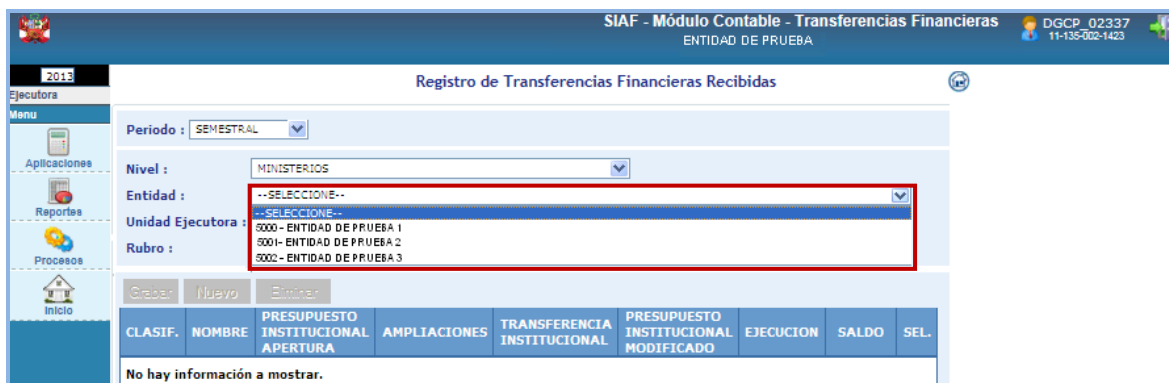 SIAF - Módulo Contable - Transferencias Financieras
ENTIDAD DE PRUEBA
DGCP_02337
11-135-002-1423
2013
Ejecutora
Menu
Aplicaciones
Reportes
Procesos
Inicio
Registro de Transferencias Financieras Recibidas
Periodo : SEMESTRAL
Nivel : MINISTERIOS
Entidad : --SELECCIONE--
--SELECCIONE--
Unidad Ejecutora : 5000 - ENTIDAD DE PRUEBA 1
5001- ENTIDAD DE PRUEBA 2
Rubro : 5002 - ENTIDAD DE PRUEBA 3
Grabar Nuevo Eliminar
CLASIF. NOMBRE PRESUPUESTO INSTITUCIONAL APERTURA AMPLIACIONES TRANSFERENCIA INSTITUCIONAL PRESUPUESTO INSTITUCIONAL MODIFICADO EJECUCION SALDO SEL.
No hay información a mostrar.